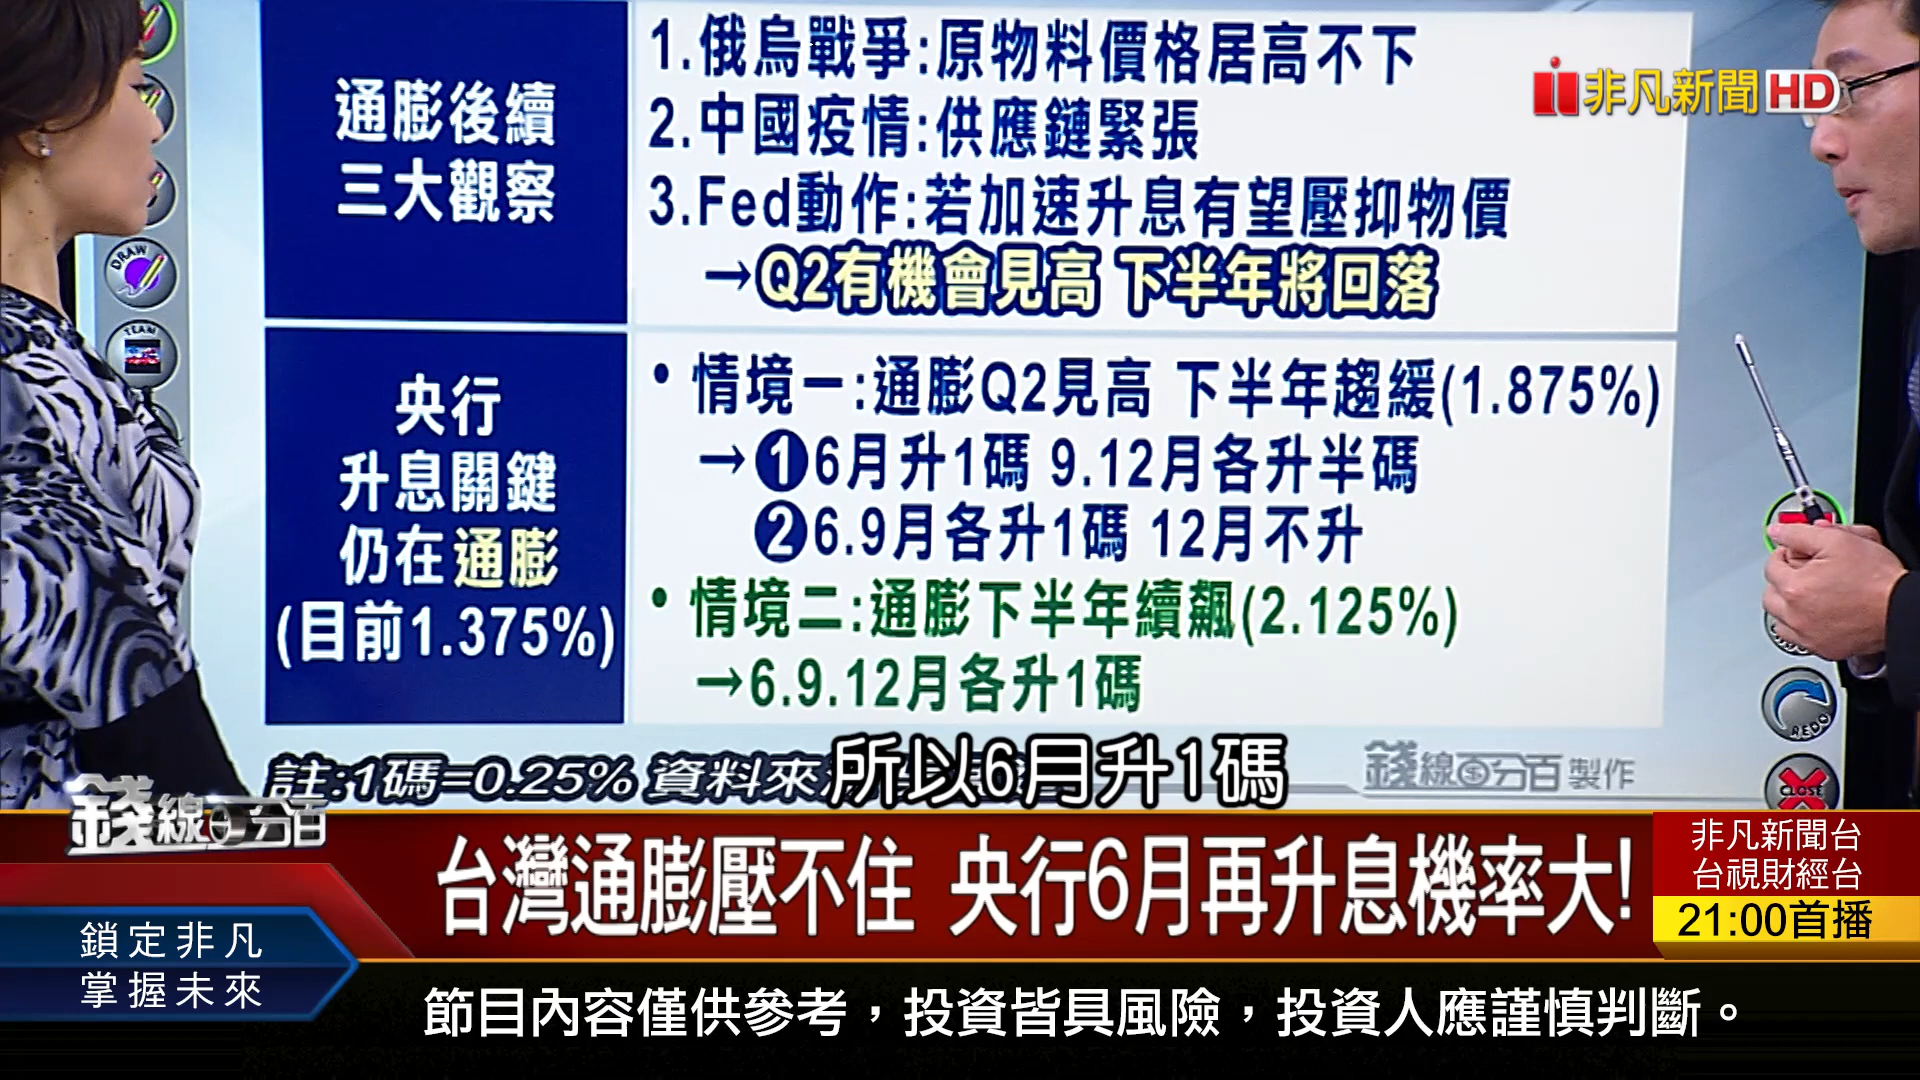 通膨後續
三大觀察
1.俄烏戰爭:原物料價格居高不下
2.中國疫情:供應鏈緊張
3.Fed動作:若加速升息有望壓抑物價
→Q2有機會見高 下半年將回落
非凡新聞HD
DRAW
TEAM
央行
升息關鍵
仍在通膨
(目前1.375%)
• 情境一:通膨Q2見高 下半年趨緩(1.875%)
→❶6月升1碼 9.12月各升半碼
❷6.9月各升1碼 12月不升
• 情境二:通膨下半年續飆(2.125%)
→6.9.12月各升1碼
REDO
CLOSE
註:1碼=0.25% 資料來
所以6月升1碼
錢線百分百 製作
錢線百分百
台灣通膨壓不住 央行6月再升息機率大!
非凡新聞台
台視財經台
21:00首播
鎖定非凡
掌握未來
節目內容僅供參考，投資皆具風險，投資人應謹慎判斷。